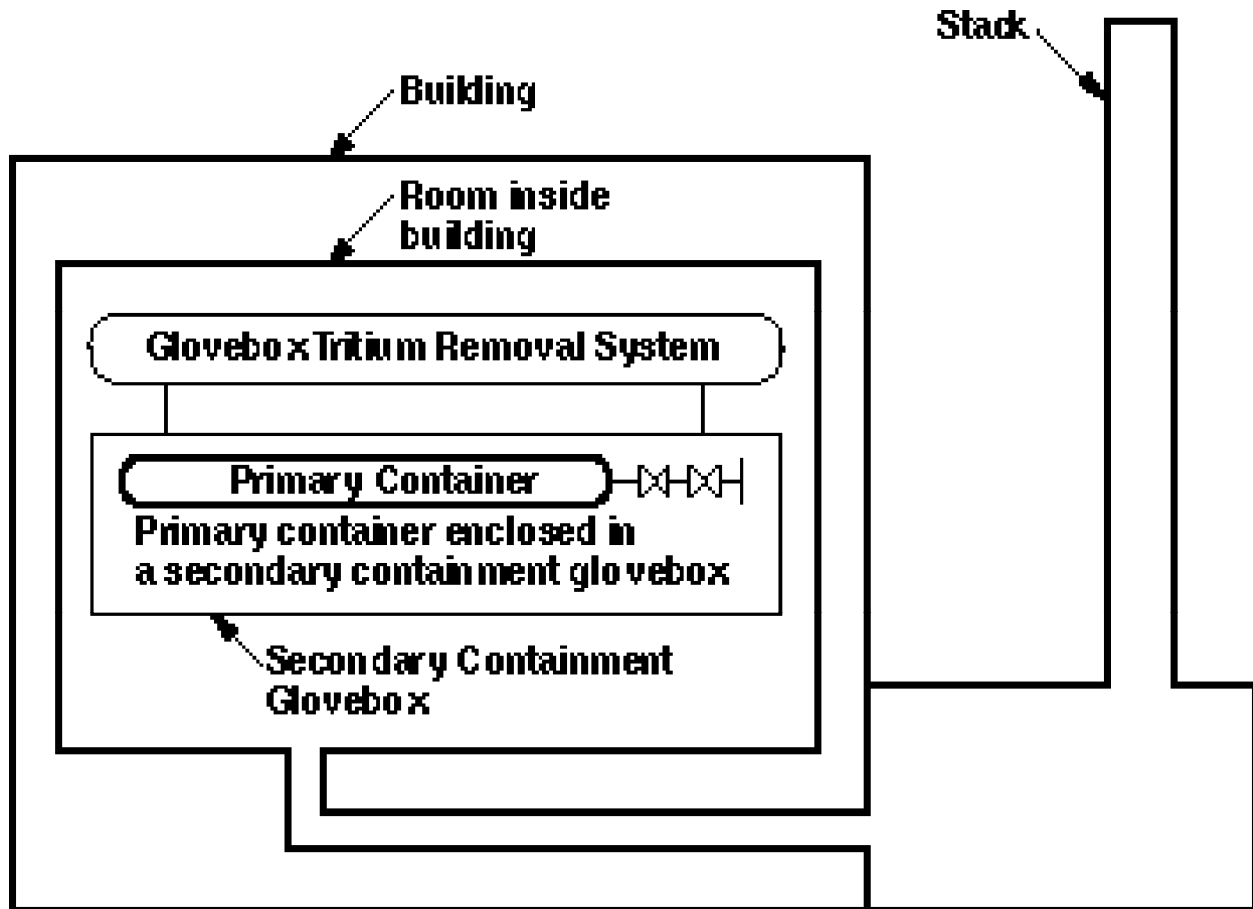 Stack
Building
Room inside
building
Glovebox Tritium Removal System
Primary Container
Primary container enclosed in
a secondary containment glovebox
Secondary Containment
Glovebox